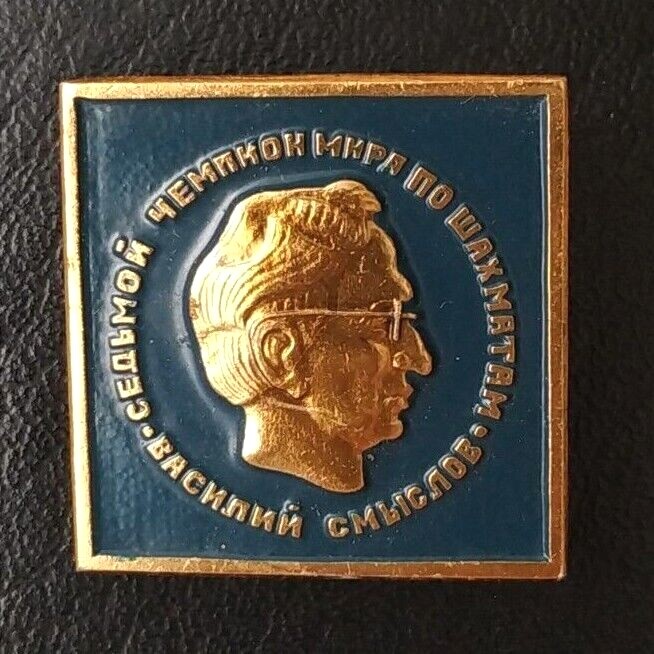 • СЕДЬМОЙ ЧЕМПИОН МИРА ПО ШАХМАТАМ •
ВАСИЛИЙ СМЫСЛОВ